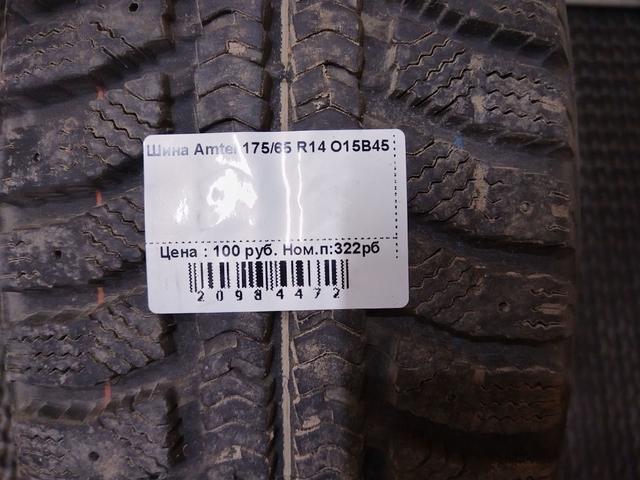 Шина Amtel 175/65 R14 O15B45
Цена : 100 руб. Ном.п:322рб
20984472